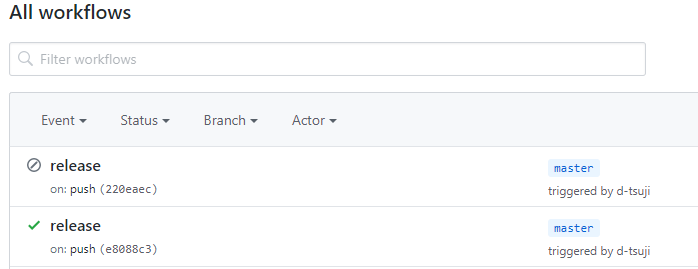 All workflows
Filter workflows
Event Status Branch Actor
release master
on: push (220eaec) triggered by d-tsuji
release master
on: push (e8088c3) triggered by d-tsuji